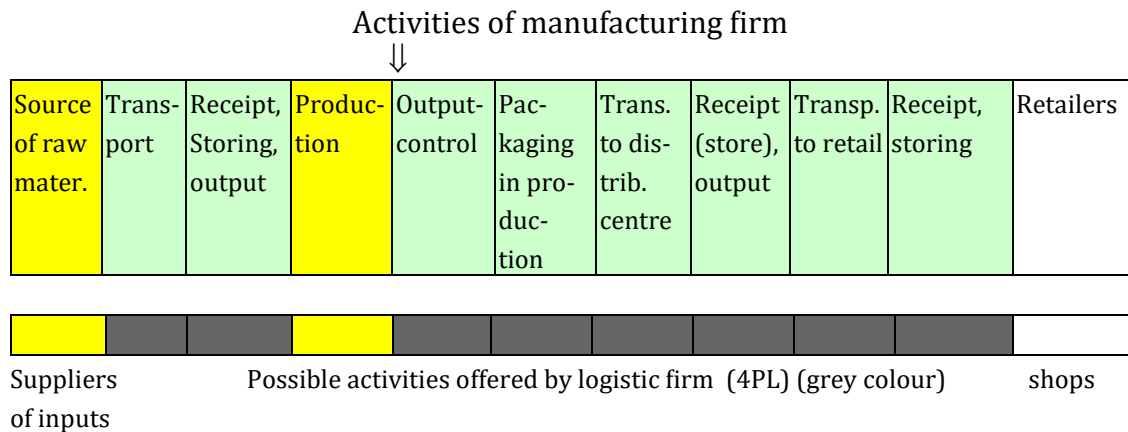 Activities of manufacturing firm
⇓
Source of raw mater.
Trans-
port
Receipt,
Storing,
output
Produc-
tion
Output-
control
Pac-
kaging
in pro-
duc-
tion
Trans.
to dis-
trib.
centre
Receipt
(store),
output
Transp.
to retail
Receipt,
storing
Retailers
Suppliers
of inputs
Possible activities offered by logistic firm (4PL) (grey colour)
shops